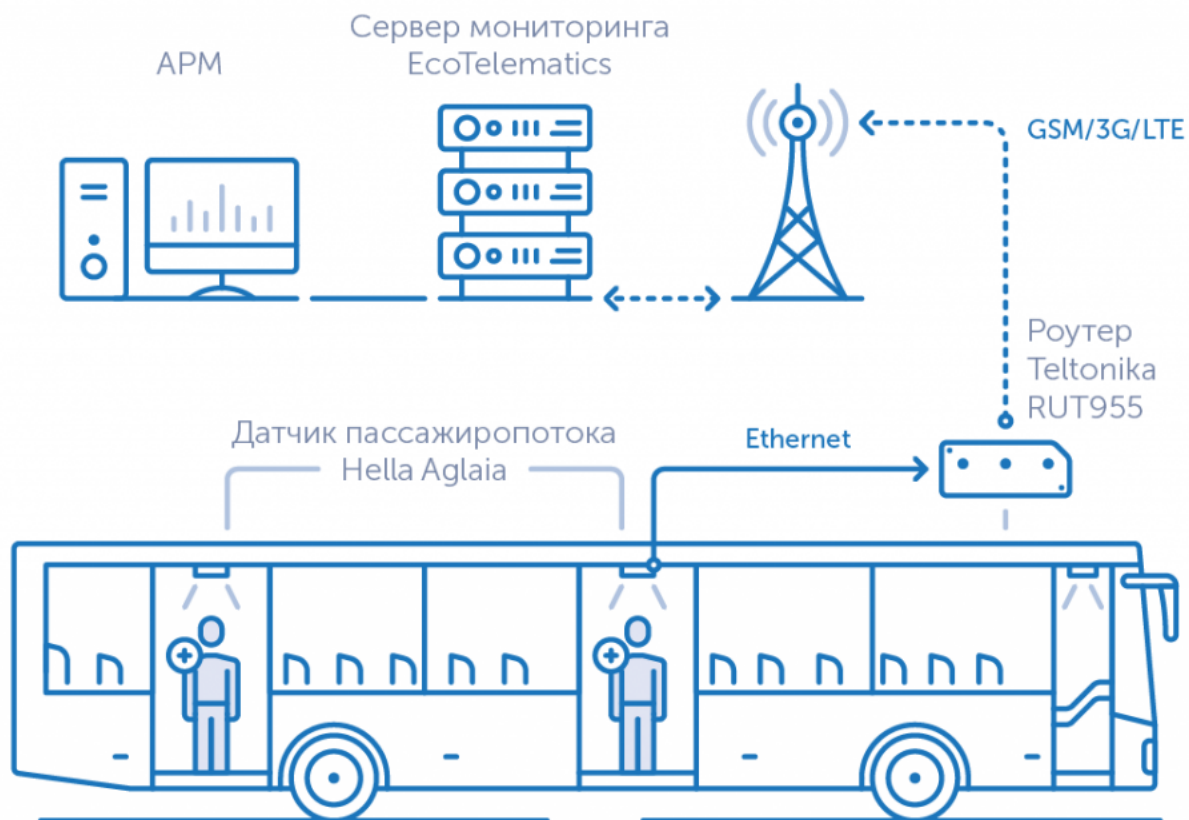 Сервер мониторинга
АРМ
EcoTelematics
GSM/3G/LTE
Роутер
Teltonika
RUT955
Датчик пассажиропотока
Hella Aglaia
Ethernet